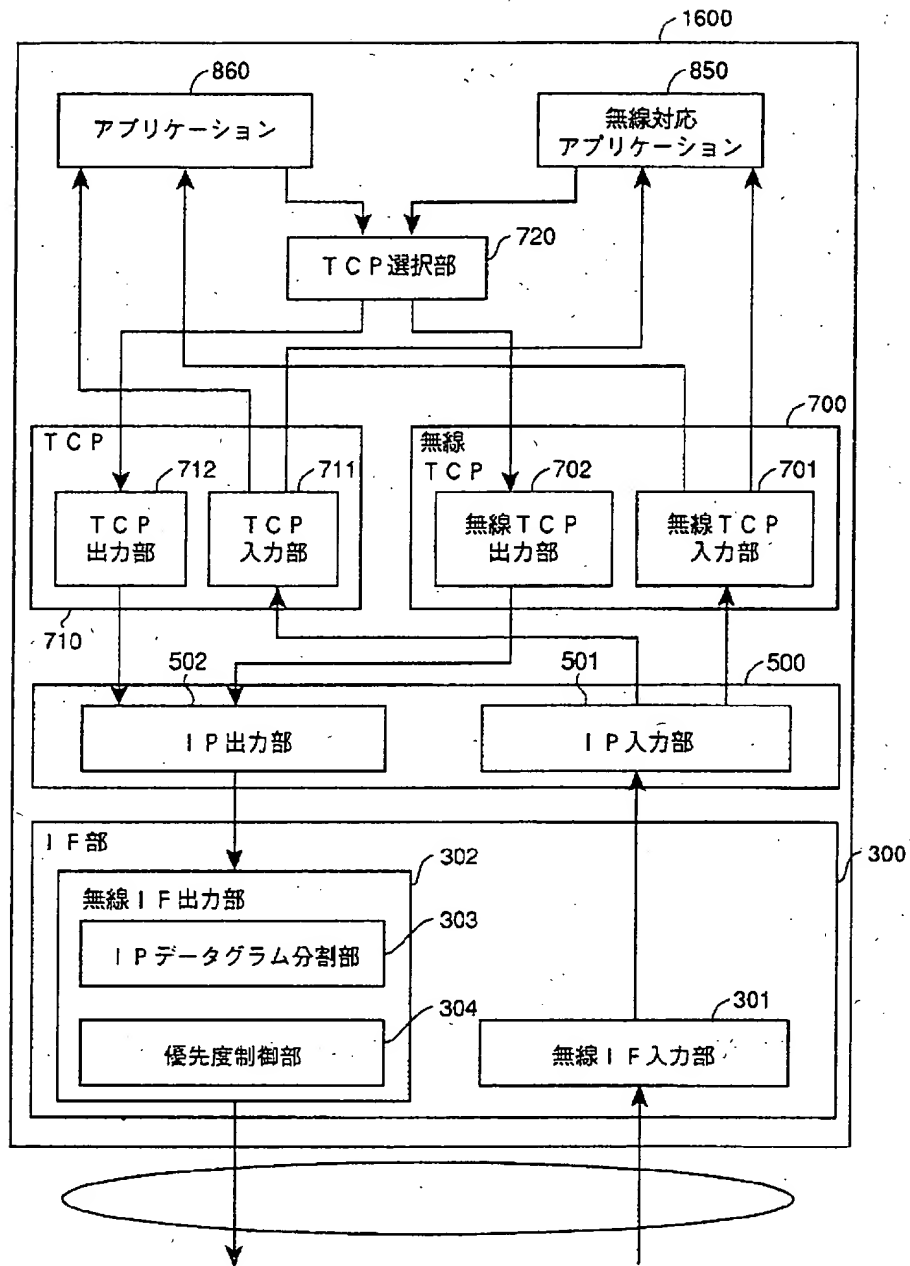 1600
860
850
アプリケーション
無線対応
アプリケーション
720
TCP選択部
700
TCP
無線
TCP
712
711
702
701
TCP
出力部
TCP
入力部
無線TCP
出力部
無線TCP
入力部
710
502
501
500
IP出力部
IP入力部
IF部
300
302
無線IF出力部
303
IPデータグラム分割部
304
301
優先度制御部
無線IF入力部